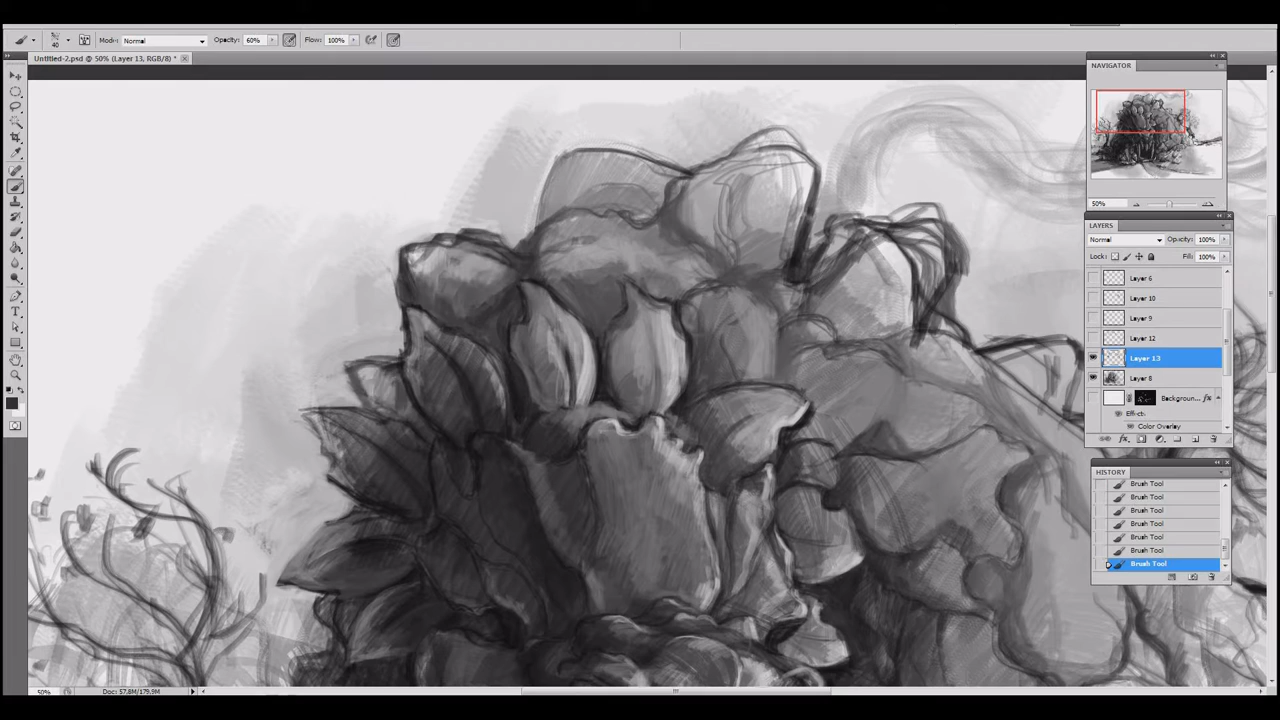 40
Mode: Normal
Opacity: 60%
Flow: 100%
Untitled-2.psd @ 50% (Layer 13, RGB/8) *
NAVIGATOR
50%
LAYERS
Normal
Opacity: 100%
Lock:
Fill: 100%
Layer 6
Layer 10
Layer 9
Layer 12
Layer 13
Layer 8
Backgroun...
fx
Color Overlay
HISTORY
Brush Tool
Brush Tool
Brush Tool
Brush Tool
Brush Tool
Brush Tool
Brush Tool
50%
Doc: 57.8M/179.9M